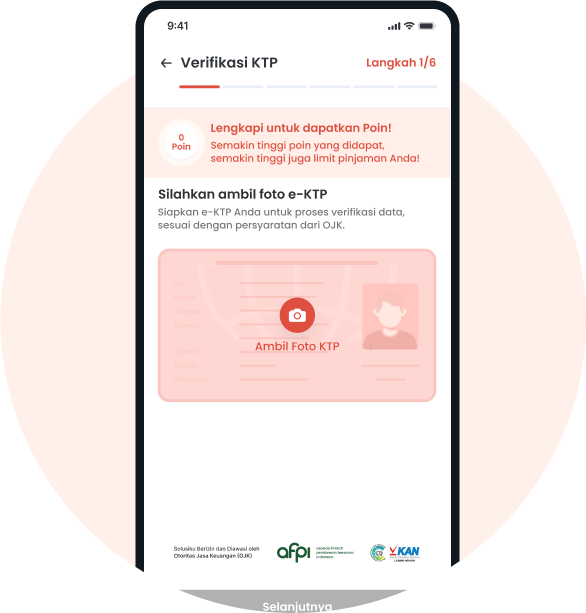 9:41
Verifikasi KTP
Langkah 1/6
0
Poin
Lengkapi untuk dapatkan Poin!
Semakin tinggi poin yang didapat,
semakin tinggi juga limit pinjaman Anda!
Silahkan ambil foto e-KTP
Siapkan e-KTP Anda untuk proses verifikasi data,
sesuai dengan persyaratan dari OJK.
Ambil Foto KTP
Solusiku Berizin dan Diawasi oleh
Otoritas Jasa Keuangan (OJK)
afpi
KAN
Selanjutnya